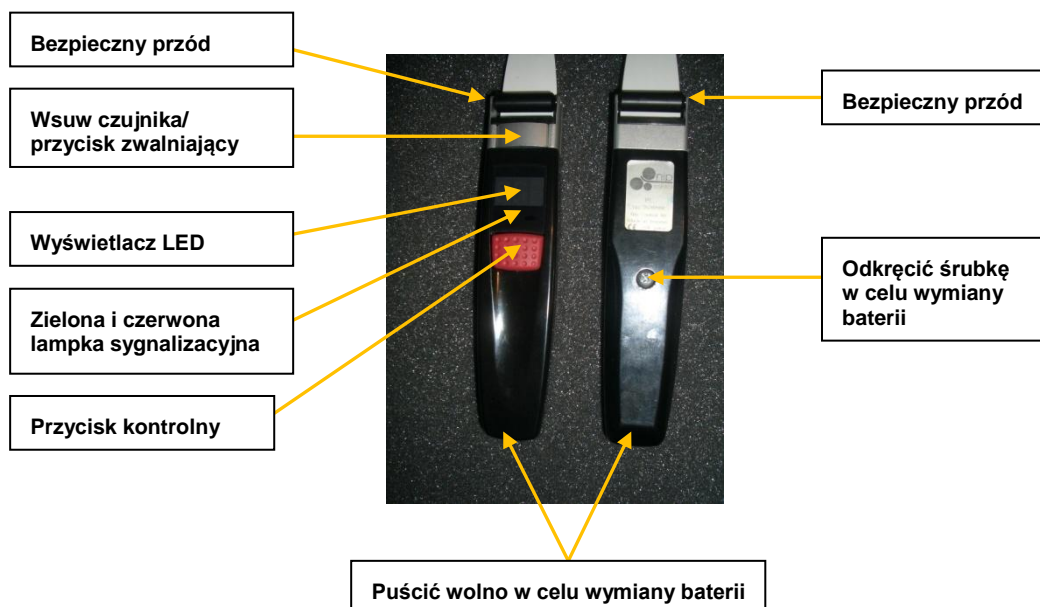 Bezpieczny przód
Wsuw czujnika/
przycisk zwalniający
Wyświetlacz LED
Zielona i czerwona
lampka sygnalizacyjna
Przycisk kontrolny
Bezpieczny przód
Odkręcić śrubkę
w celu wymiany
baterii
Puścić wolno w celu wymiany baterii